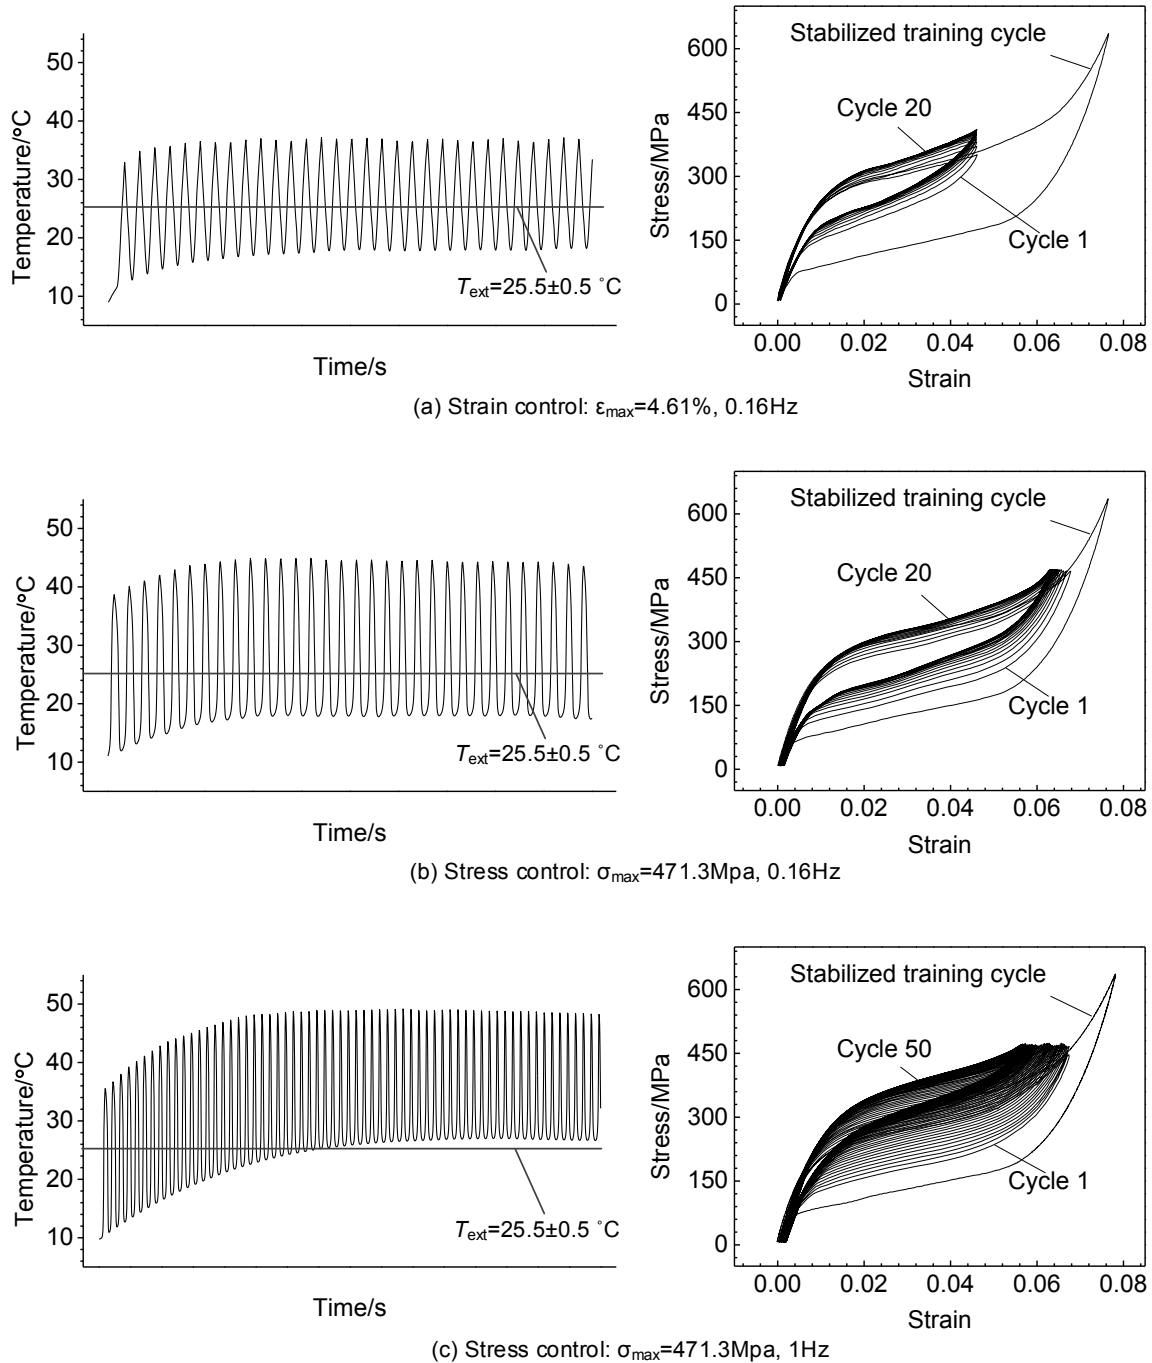 50
40
30
20
10
Temperature/°C
T_ext=25.5±0.5 °C
Time/s
600
450
300
150
0
Stress/MPa
Stabilized training cycle
Cycle 20
Cycle 1
0.00 0.02 0.04 0.06 0.08
Strain
(a) Strain control: ε_max=4.61%, 0.16Hz
50
40
30
20
10
Temperature/°C
T_ext=25.5±0.5 °C
Time/s
600
450
300
150
0
Stress/MPa
Stabilized training cycle
Cycle 20
Cycle 1
0.00 0.02 0.04 0.06 0.08
Strain
(b) Stress control: σ_max=471.3Mpa, 0.16Hz
50
40
30
20
10
Temperature/°C
T_ext=25.5±0.5 °C
Time/s
600
450
300
150
0
Stress/MPa
Stabilized training cycle
Cycle 50
Cycle 1
0.00 0.02 0.04 0.06 0.08
Strain
(c) Stress control: σ_max=471.3Mpa, 1Hz